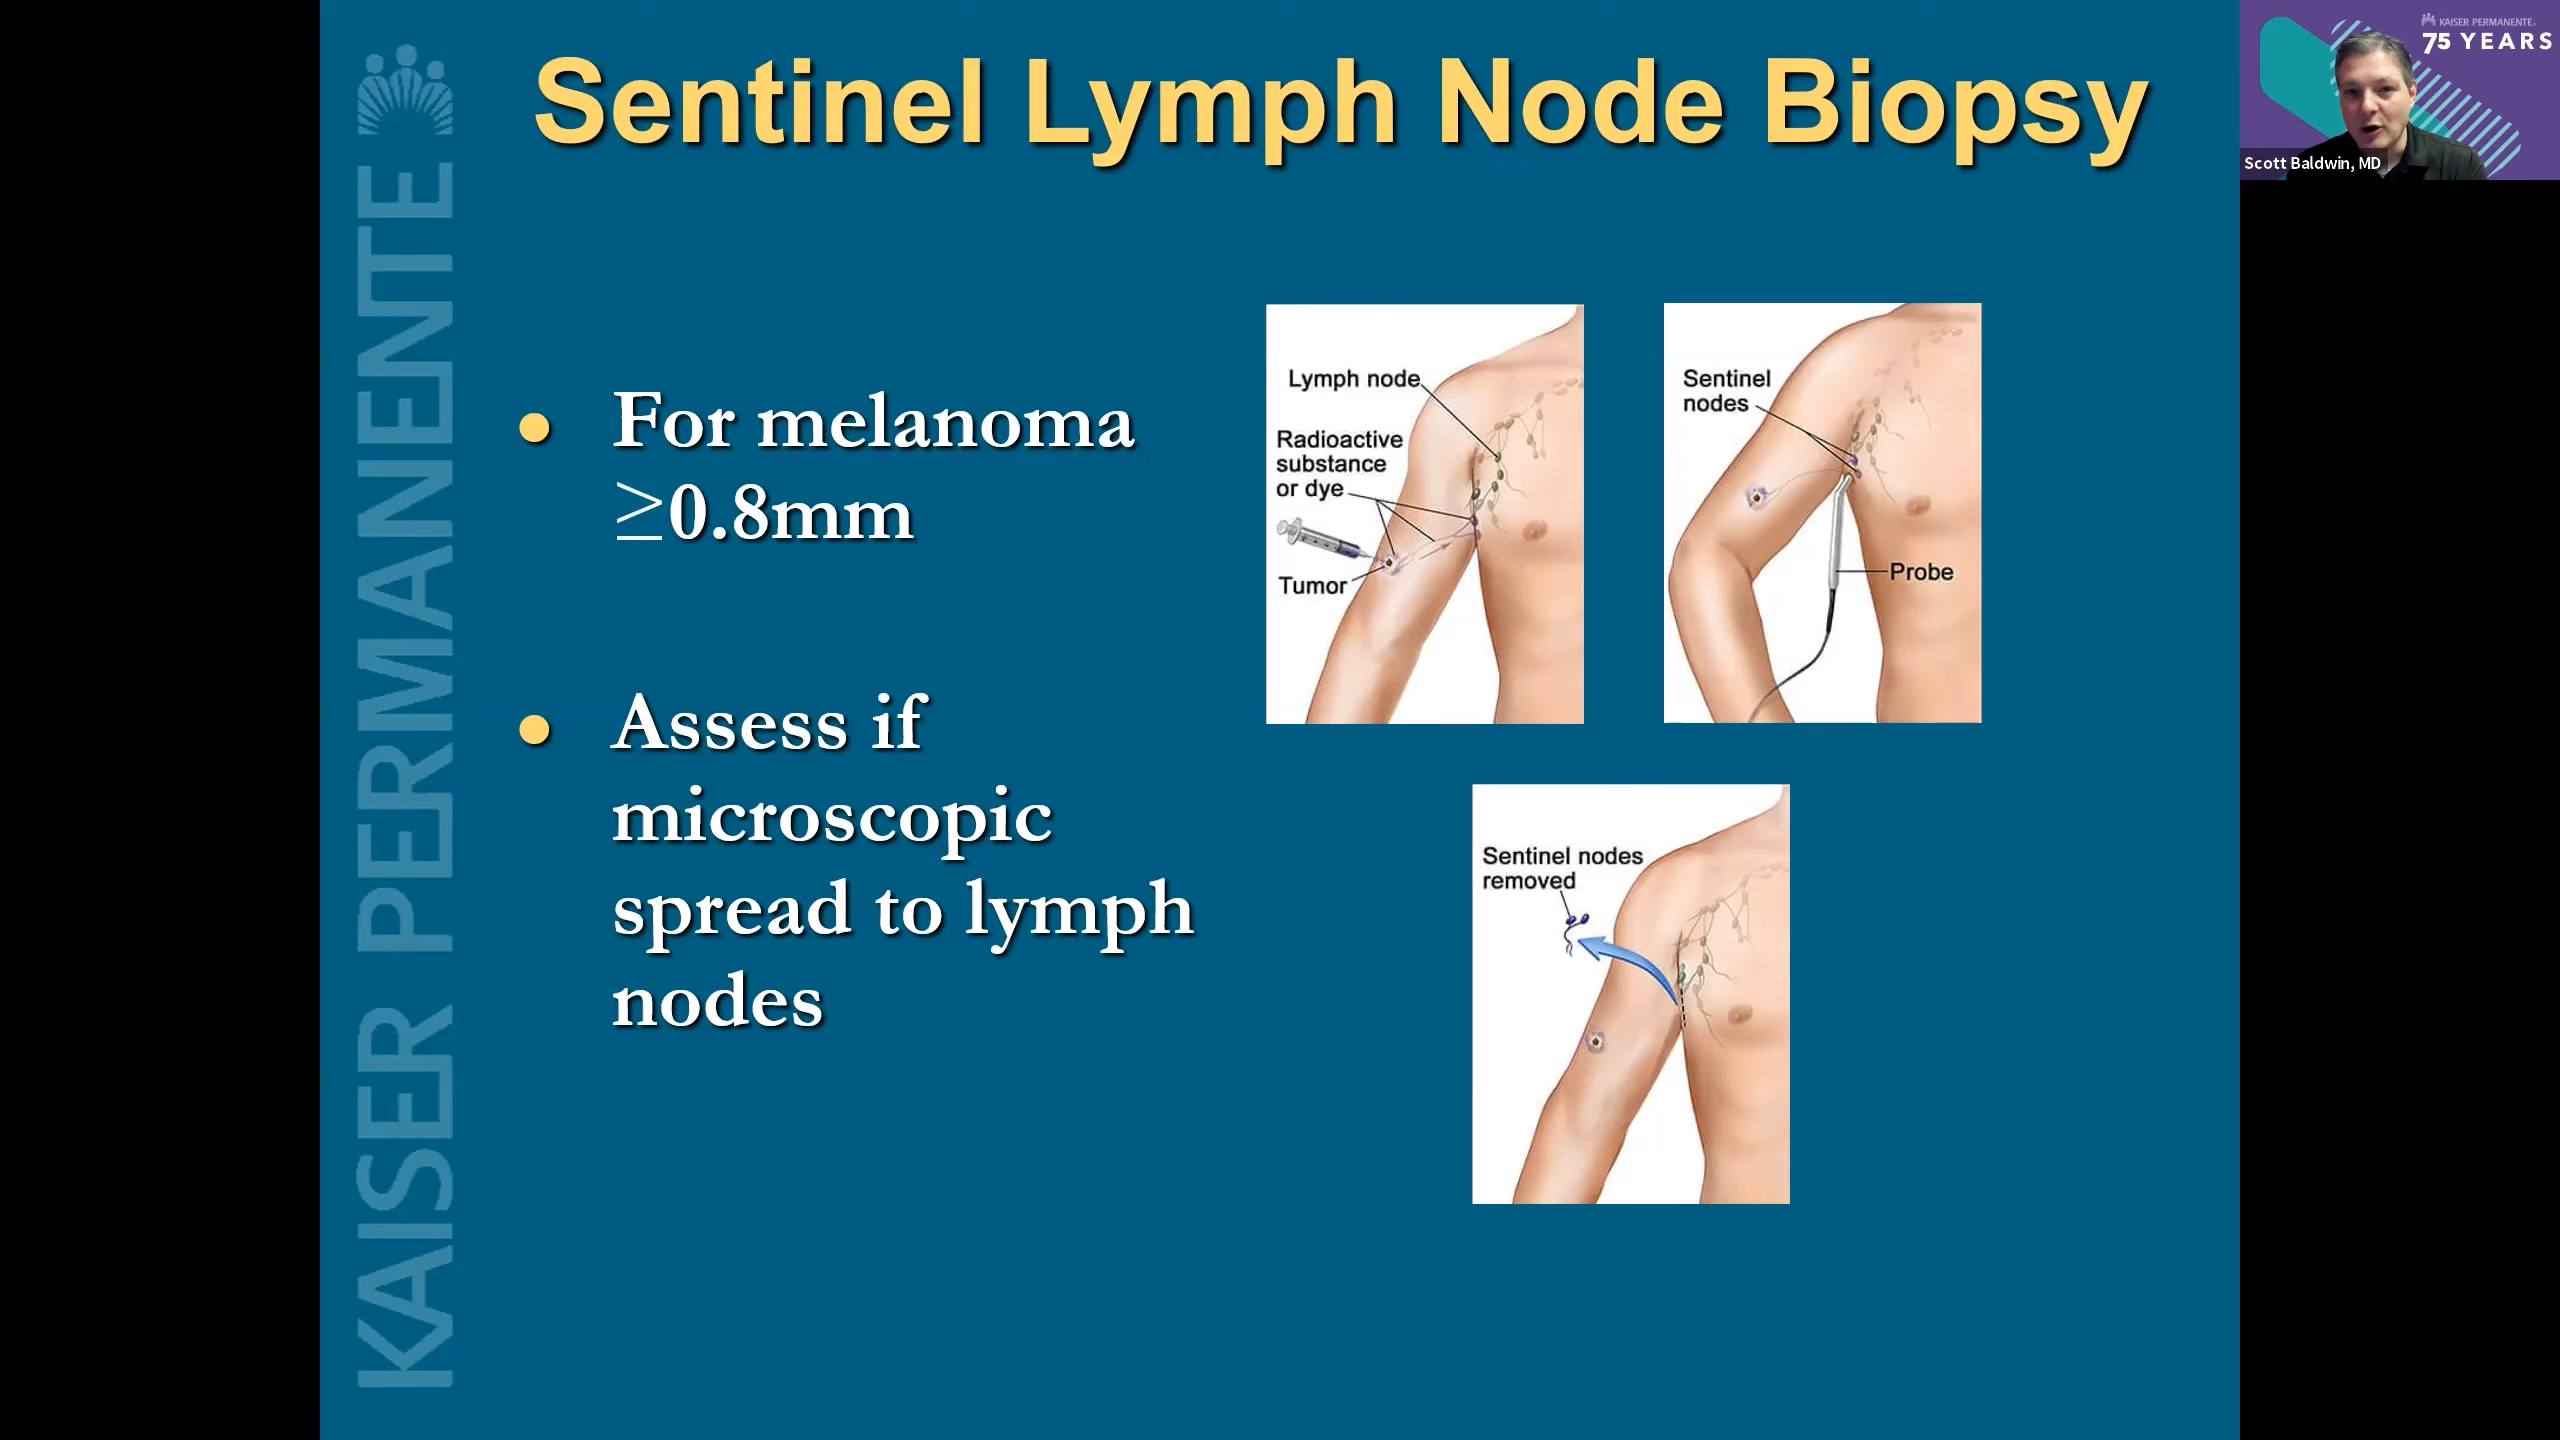 Sentinel Lymph Node Biopsy
KAISER PERMANENTE
For melanoma
≥0.8mm
Assess if
microscopic
spread to lymph
nodes
Lymph node
Radioactive
substance
or dye
Tumor
Sentinel
nodes
Probe
Sentinel nodes
removed
KAISER PERMANENTE®
75 YEARS
Scott Baldwin, MD